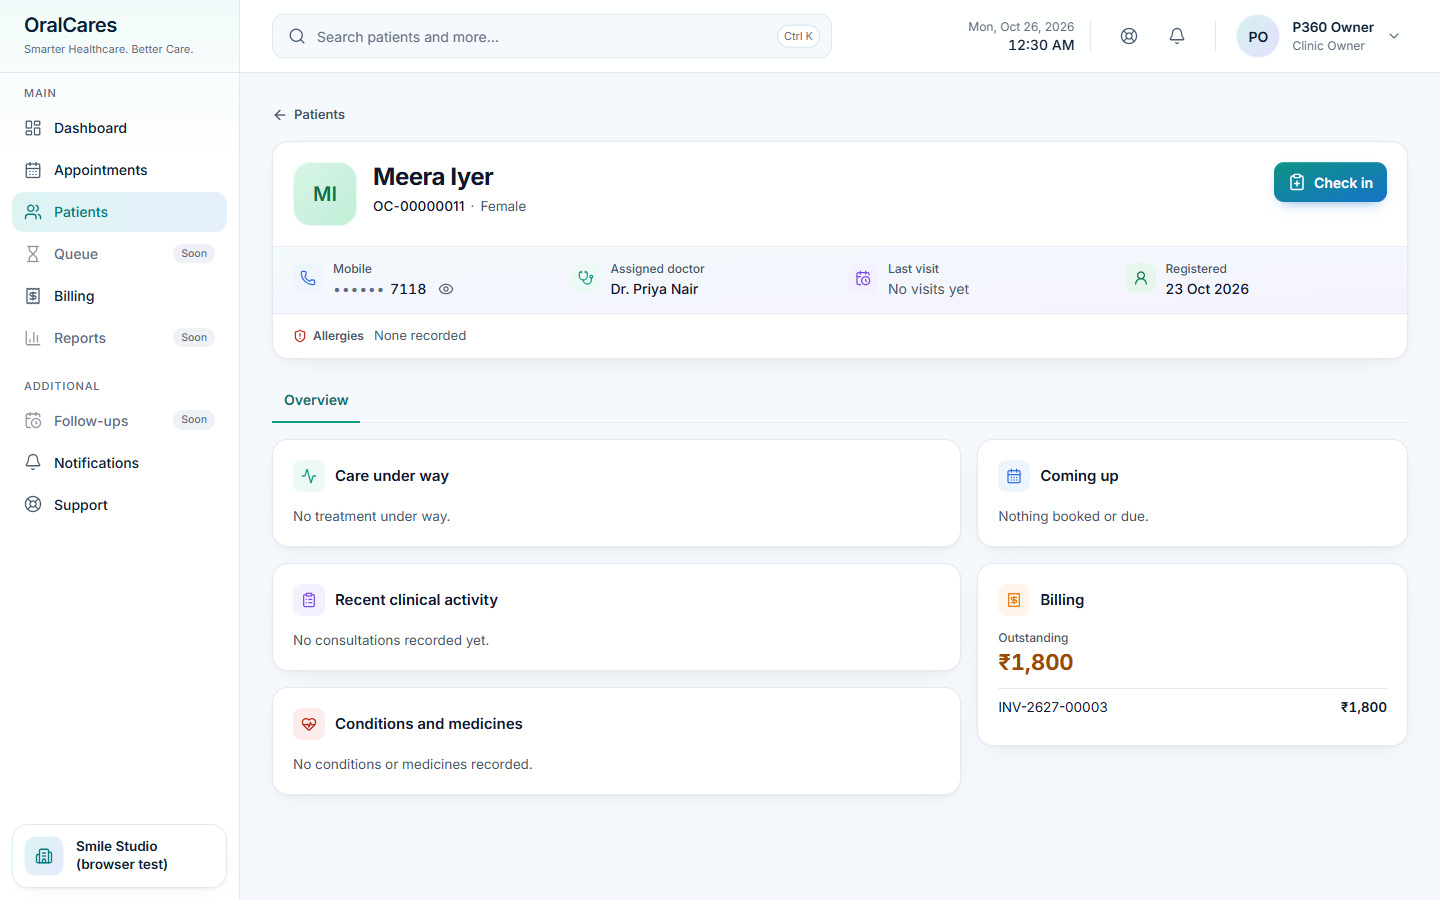 OralCares
Smarter Healthcare. Better Care.
Search patients and more...
Ctrl K
Mon, Oct 26, 2026
12:30 AM
PO
P360 Owner
Clinic Owner
MAIN
Dashboard
Appointments
Patients
Queue
Soon
Billing
Reports
Soon
ADDITIONAL
Follow-ups
Soon
Notifications
Support
Smile Studio
(browser test)
Patients
MI
Meera Iyer
OC-00000011 · Female
Check in
Mobile
•••••• 7118
Assigned doctor
Dr. Priya Nair
Last visit
No visits yet
Registered
23 Oct 2026
Allergies None recorded
Overview
Care under way
No treatment under way.
Recent clinical activity
No consultations recorded yet.
Conditions and medicines
No conditions or medicines recorded.
Coming up
Nothing booked or due.
Billing
Outstanding
₹1,800
INV-2627-00003 ₹1,800